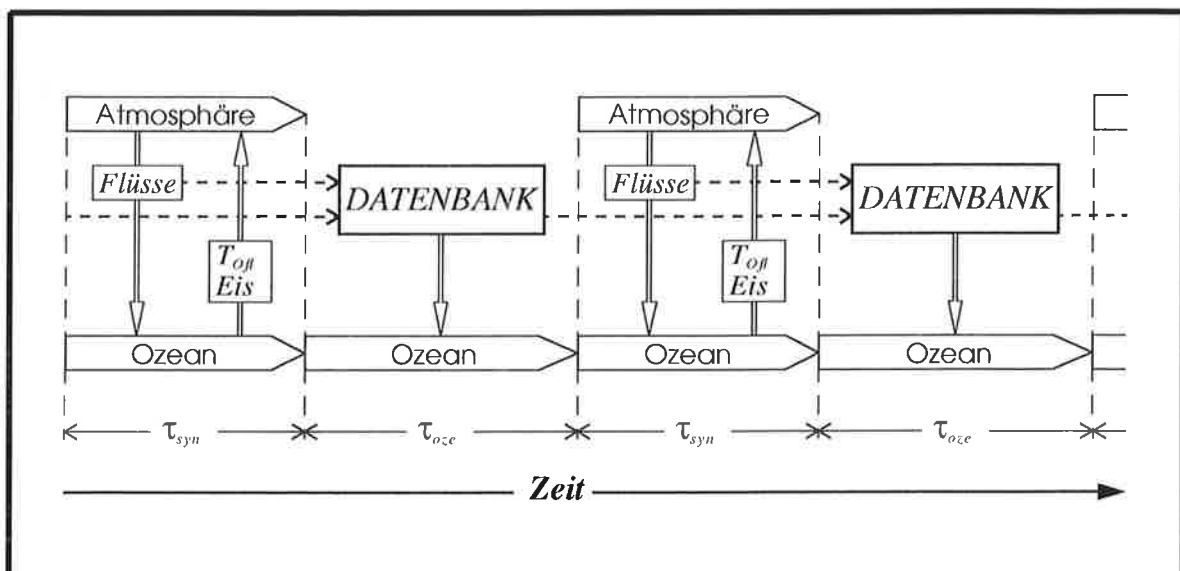 Atmosphäre Atmosphäre
Flüsse DATENBANK Flüsse DATENBANK
T_Ofl T_Ofl
Eis Eis
Ozean Ozean Ozean Ozean
τ_syn τ_oze τ_syn τ_oze
Zeit